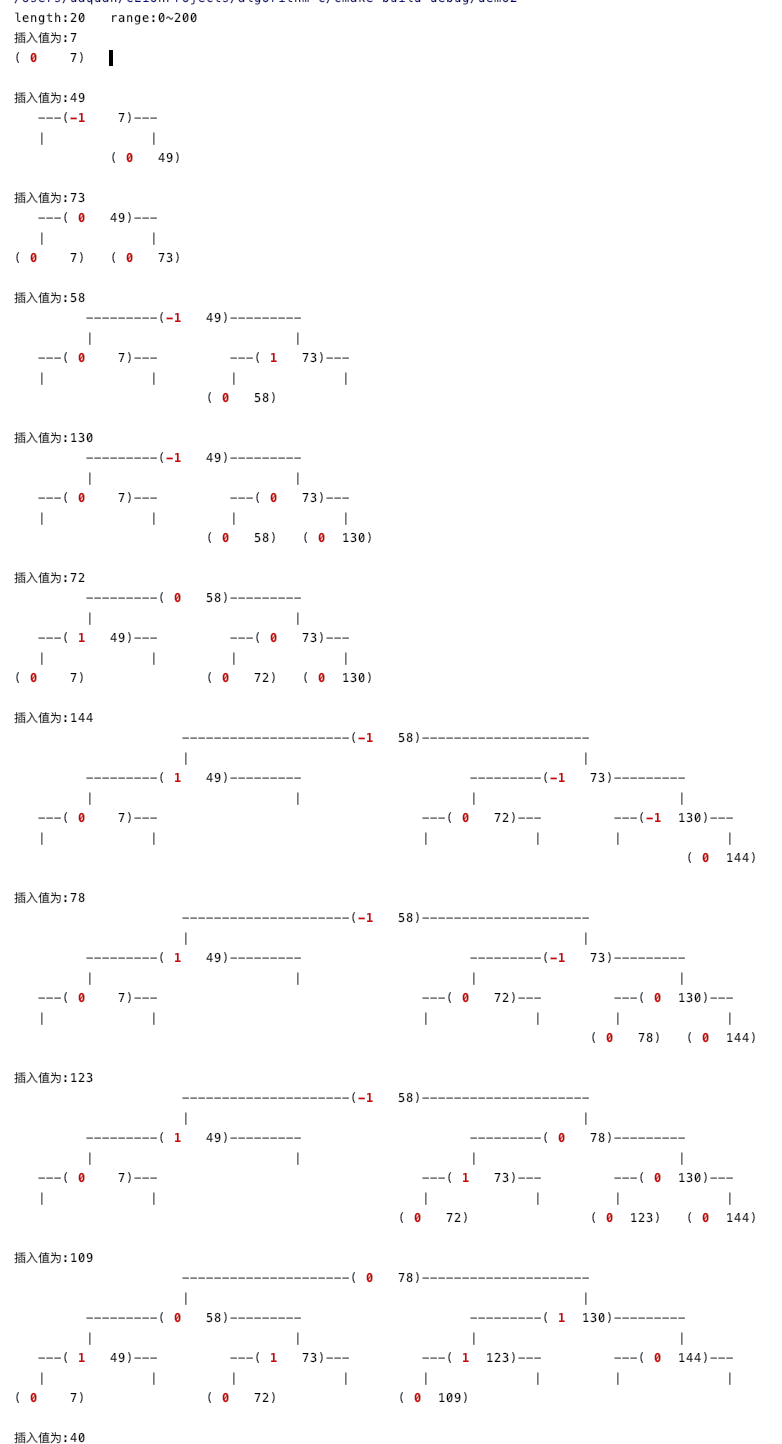 /Users/daquan/CLionProjects/algorithm-c/cmake-build-debug/demo2
length:20   range:0~200
插入值为:7
( 0    7)
插入值为:49
---(-1    7)---
|             |
( 0   49)
插入值为:73
---( 0   49)---
|             |
( 0    7)   ( 0   73)
插入值为:58
---------(-1   49)---------
|                         |
---( 0    7)---         ---( 1   73)---
|             |         |             |
( 0   58)
插入值为:130
---------(-1   49)---------
|                         |
---( 0    7)---         ---( 0   73)---
|             |         |             |
( 0   58)   ( 0  130)
插入值为:72
---------( 0   58)---------
|                         |
---( 1   49)---         ---( 0   73)---
|             |         |             |
( 0    7)               ( 0   72)   ( 0  130)
插入值为:144
---------------------(-1   58)---------------------
|                                                 |
---------( 1   49)---------                     ---------(-1   73)---------
|                         |                     |                         |
---( 0    7)---                                 ---( 0   72)---         ---(-1  130)---
|             |                                 |             |         |             |
( 0  144)
插入值为:78
---------------------(-1   58)---------------------
|                                                 |
---------( 1   49)---------                     ---------(-1   73)---------
|                         |                     |                         |
---( 0    7)---                                 ---( 0   72)---         ---( 0  130)---
|             |                                 |             |         |             |
( 0   78)   ( 0  144)
插入值为:123
---------------------(-1   58)---------------------
|                                                 |
---------( 1   49)---------                     ---------( 0   78)---------
|                         |                     |                         |
---( 0    7)---                                 ---( 1   73)---         ---( 0  130)---
|             |                                 |             |         |             |
( 0   72)               ( 0  123)   ( 0  144)
插入值为:109
---------------------( 0   78)---------------------
|                                                 |
---------( 0   58)---------                     ---------( 1  130)---------
|                         |                     |                         |
---( 1   49)---         ---( 1   73)---         ---( 1  123)---         ---( 0  144)---
|             |         |             |         |             |         |             |
( 0    7)               ( 0   72)               ( 0  109)
插入值为:40